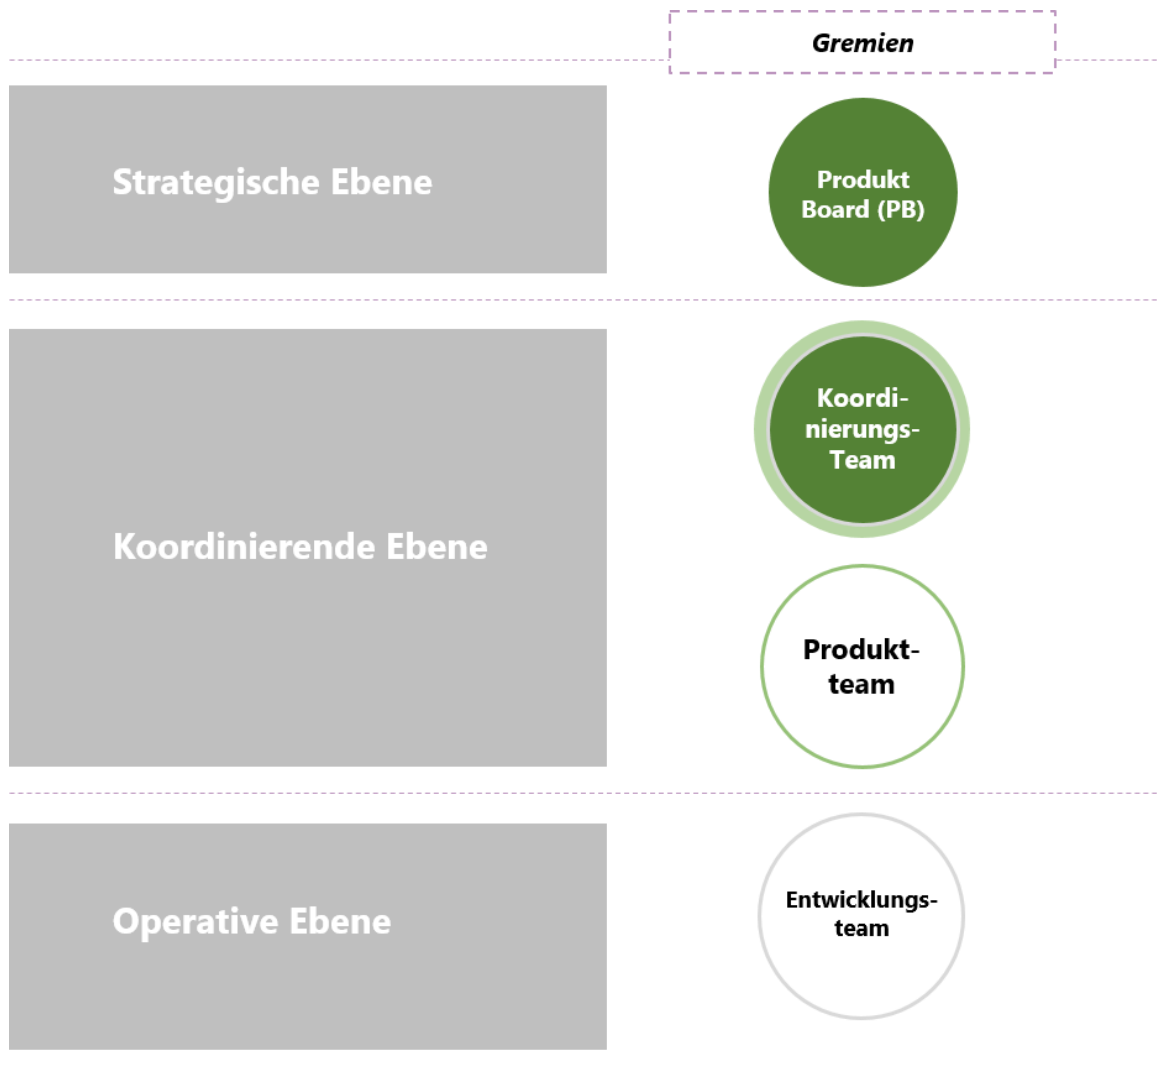 Gremien
Strategische Ebene
Produkt
Board (PB)
Koordinierende Ebene
Koordi-
nierungs-
Team
Produkt-
team
Operative Ebene
Entwicklungs-
team